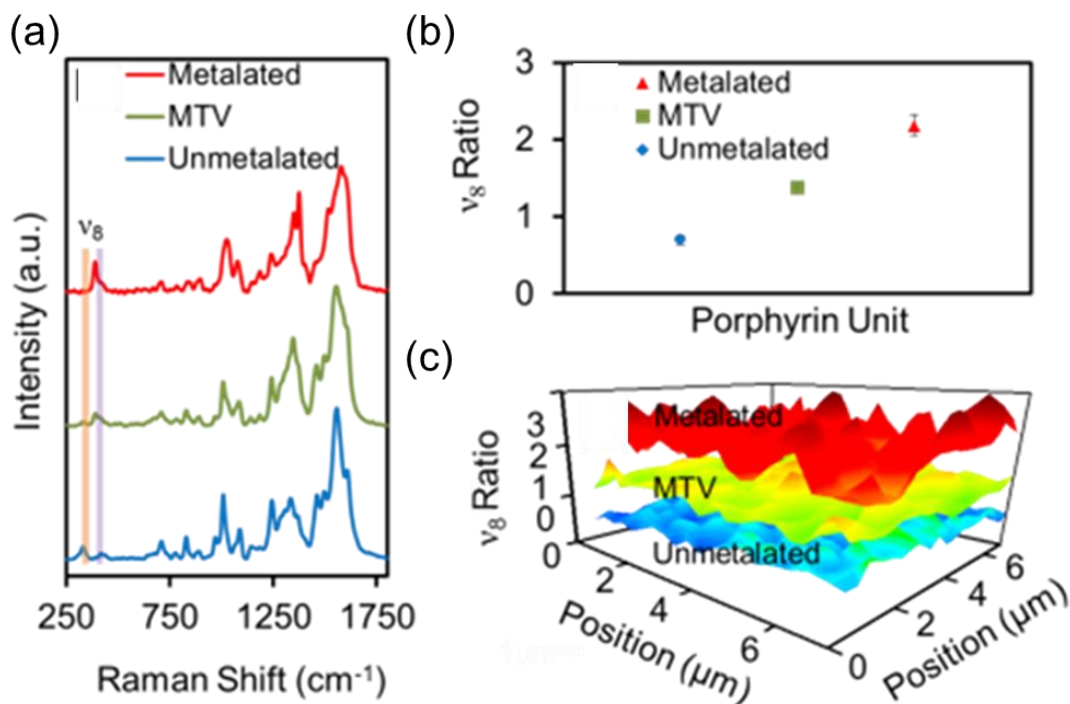 (a)
Metalated
MTV
Unmetalated
ν8
Intensity (a.u.)
250 750 1250 1750
Raman Shift (cm-1)
(b)
3
2
1
0
ν8 Ratio
Metalated
MTV
Unmetalated
Porphyrin Unit
(c)
3
2
1
0
ν8 Ratio
Metalated
MTV
Unmetalated
0
2
4
6
Position (μm)
0
2
4
6
Position (μm)